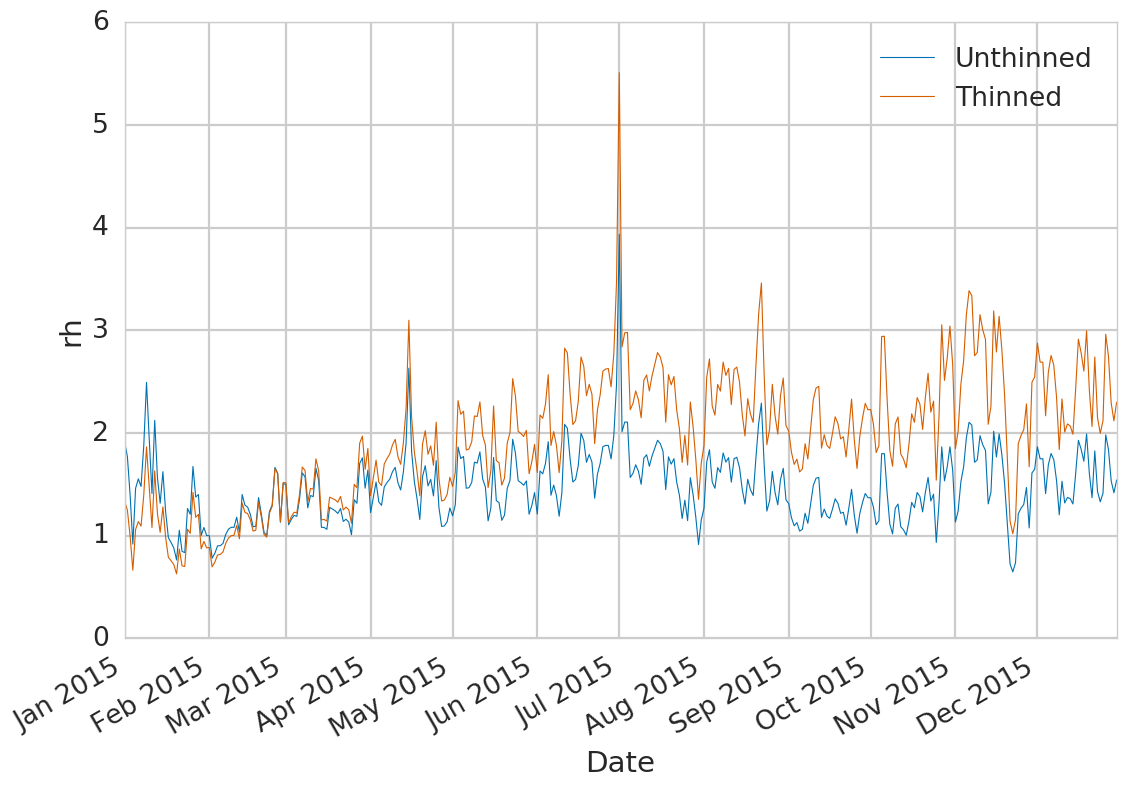 6
5
4
3
2
1
0
rh
Unthinned
Thinned
Jan 2015
Feb 2015
Mar 2015
Apr 2015
May 2015
Jun 2015
Jul 2015
Aug 2015
Sep 2015
Oct 2015
Nov 2015
Dec 2015
Date